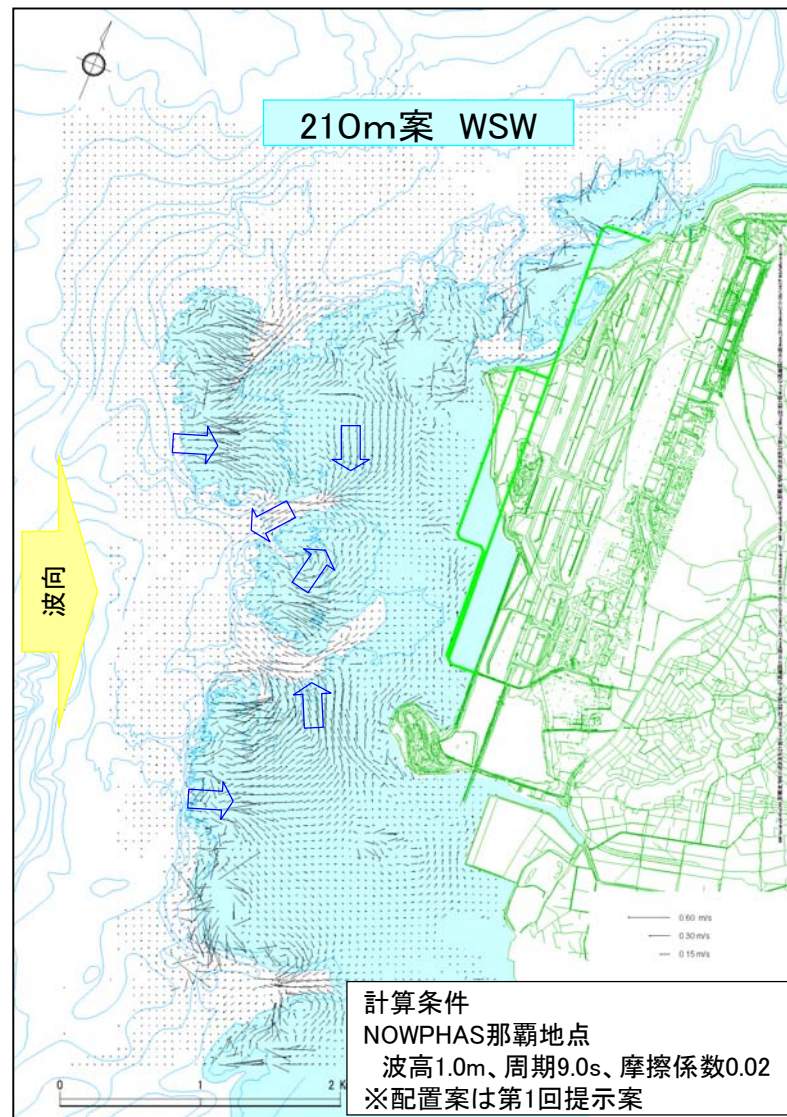 210m案 WSW
波向
0.60 m/s
0.30 m/s
0.15 m/s
計算条件
NOWPHAS那覇地点
波高1.0m、周期9.0s、摩擦係数0.02
※配置案は第1回提示案
0 1 2 K